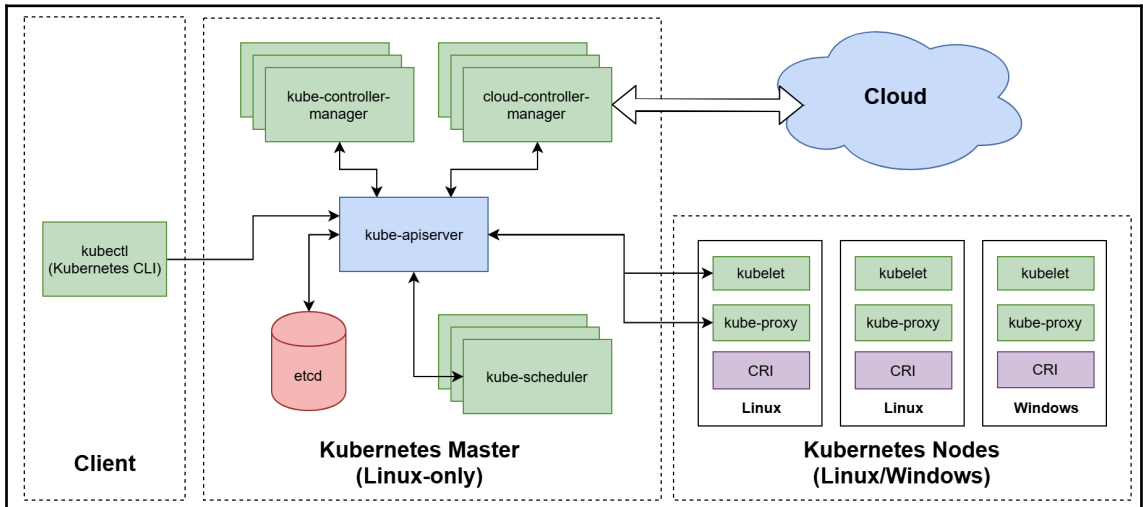 kube-controller-
manager
cloud-controller-
manager
Cloud
kubectl
(Kubernetes CLI)
kube-apiserver
etcd
kube-scheduler
kubelet
kube-proxy
CRI
Linux
kubelet
kube-proxy
CRI
Linux
kubelet
kube-proxy
CRI
Windows
Client
Kubernetes Master
(Linux-only)
Kubernetes Nodes
(Linux/Windows)